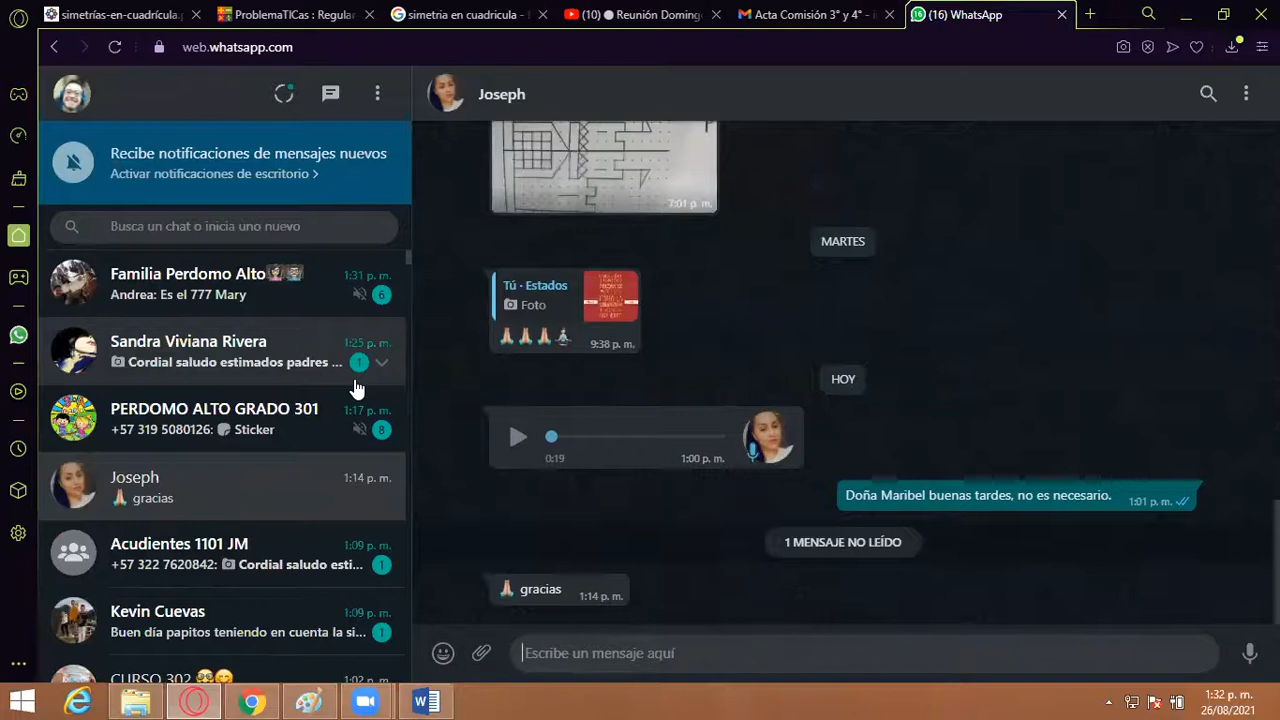 simetrías-en-cuadrícula.p
ProblemaTICas : Regular
simetria en cuadricula -
(10) Reunión Doming
Acta Comisión 3° y 4° -
(16) WhatsApp
web.whatsapp.com
Joseph
Recibe notificaciones de mensajes nuevos
Activar notificaciones de escritorio >
Busca un chat o inicia uno nuevo
7:01 p. m.
MARTES
Familia Perdomo Alto 1:31 p. m.
Andrea: Es el 777 Mary 6
Tú · Estados
Foto
🙏🙏🙏 9:38 p. m.
Sandra Viviana Rivera 1:25 p. m.
Cordial saludo estimados padres ... 1
HOY
PERDOMO ALTO GRADO 301 1:17 p. m.
+57 319 5080126: Sticker 8
0:19 1:00 p. m.
Joseph 1:14 p. m.
🙏 gracias
Doña Maribel buenas tardes, no es necesario. 1:01 p. m.
1 MENSAJE NO LEÍDO
Acudientes 1101 JM 1:09 p. m.
+57 322 7620842: Cordial saludo esti... 1
🙏 gracias 1:14 p. m.
Kevin Cuevas 1:09 p. m.
Buen día papitos teniendo en cuenta la si... 1
Escribe un mensaje aquí
CURSO 302 1:02 p. m.
1:32 p. m.
26/08/2021